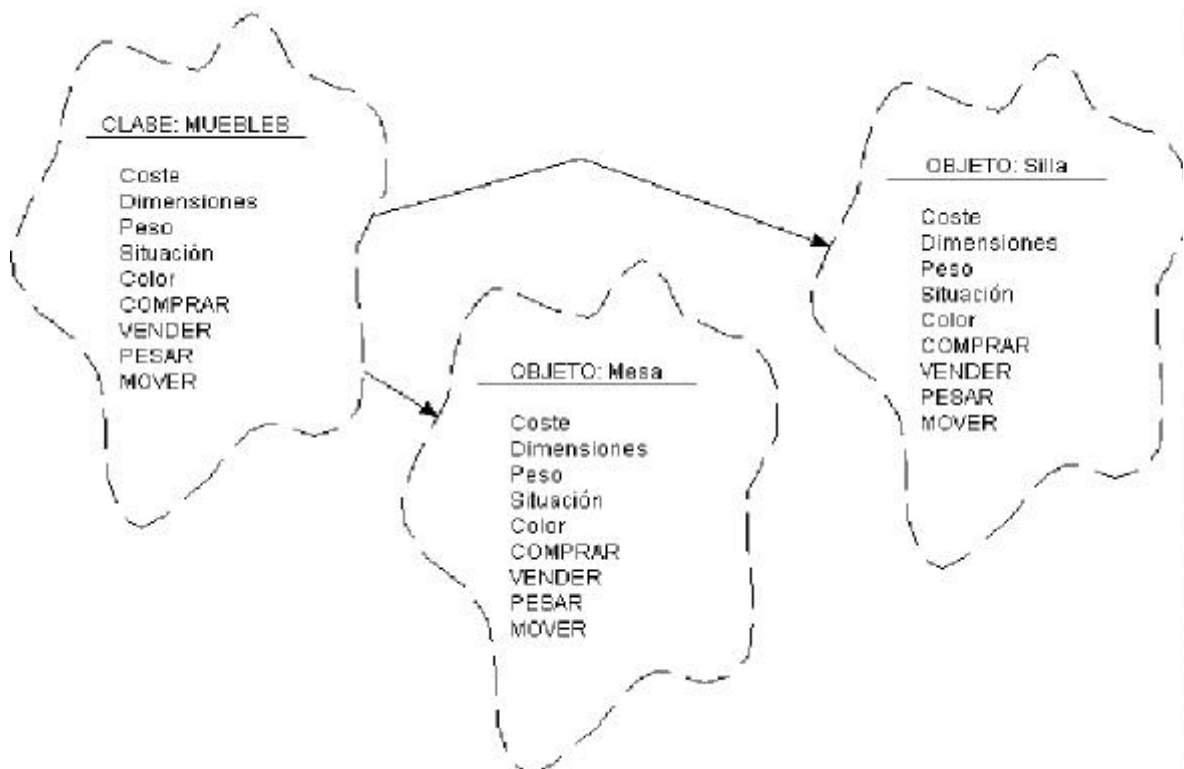 CLASE: MUEBLES
Coste
Dimensiones
Peso
Situación
Color
COMPRAR
VENDER
PESAR
MOVER
OBJETO: Mesa
Coste
Dimensiones
Peso
Situación
Color
COMPRAR
VENDER
PESAR
MOVER
OBJETO: Silla
Coste
Dimensiones
Peso
Situación
Color
COMPRAR
VENDER
PESAR
MOVER